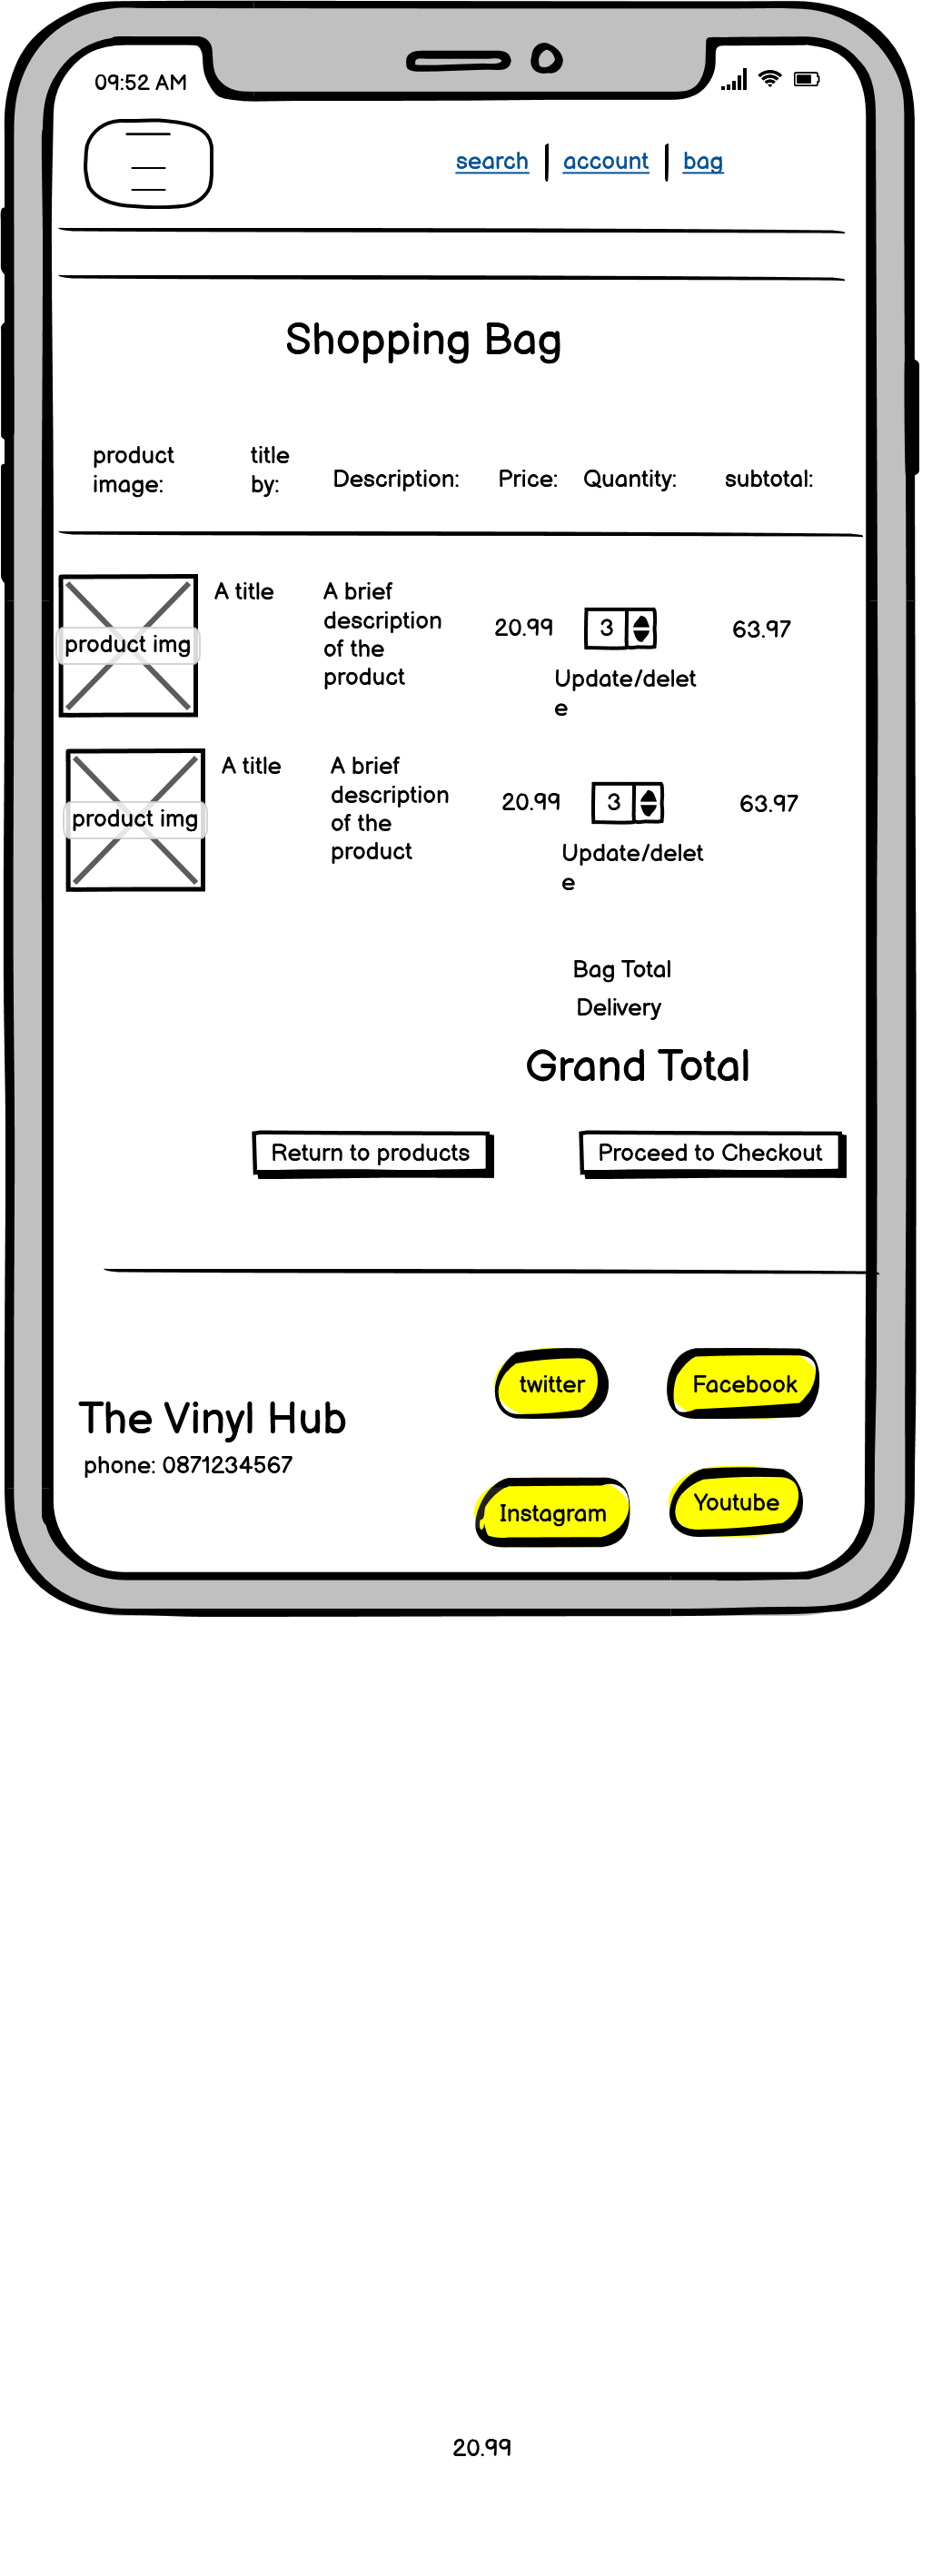 09:52 AM
search | account | bag
Shopping Bag
product image:
title by:
Description:
Price:
Quantity:
subtotal:
product img
A title
A brief
description
of the
product
20.99
3
Update/delet
e
63.97
product img
A title
A brief
description
of the
product
20.99
3
Update/delet
e
63.97
Bag Total
Delivery
Grand Total
Return to products
Proceed to Checkout
The Vinyl Hub
phone: 0871234567
twitter
Facebook
Instagram
Youtube
20.99